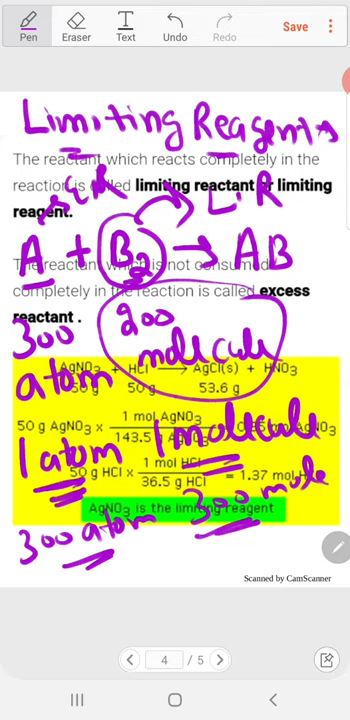 Pen Eraser Text Undo Redo Save
Limiting Reagents
The reactant which reacts completely in the
reaction is called limiting reactant or limiting
reagent.
ER
L.R
A + B2 → AB
The reactant which is not consumed
completely in the reaction is called excess
reactant .
300
atom
200
molecule
AgNO3 + HCl → AgCl(s) + HNO3
50 g 50 g 53.6 g
50 g AgNO3 x 1 mol AgNO3
143.5 g AgNO3
1 atom 1 molecule
50 g HCl x 1 mol HCl = 1.37 mol
36.5 g HCl
300 atom 300 mole
AgNO3 is the limiting reagent
Scanned by CamScanner
4 / 5